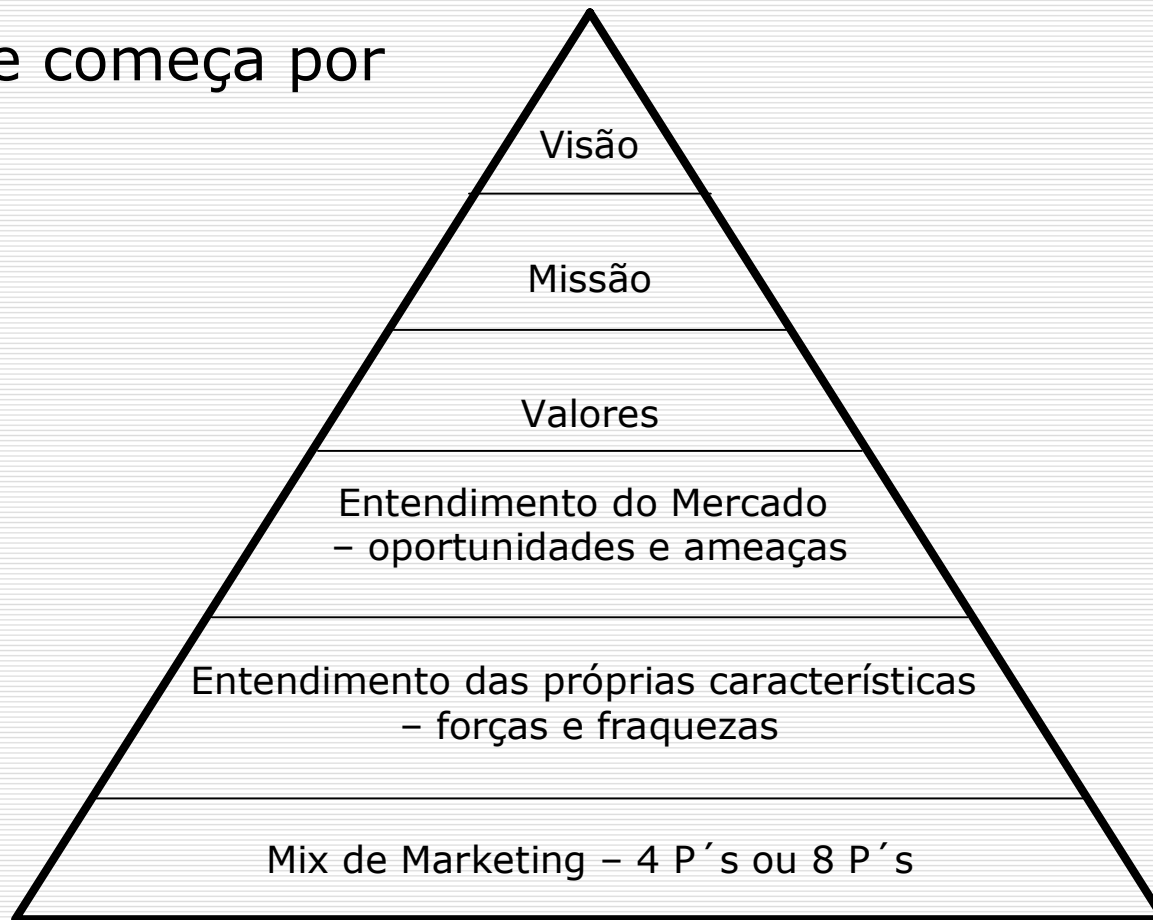 e começa por
Visão
Missão
Valores
Entendimento do Mercado
– oportunidades e ameaças
Entendimento das próprias características
– forças e fraquezas
Mix de Marketing – 4 P´s ou 8 P´s